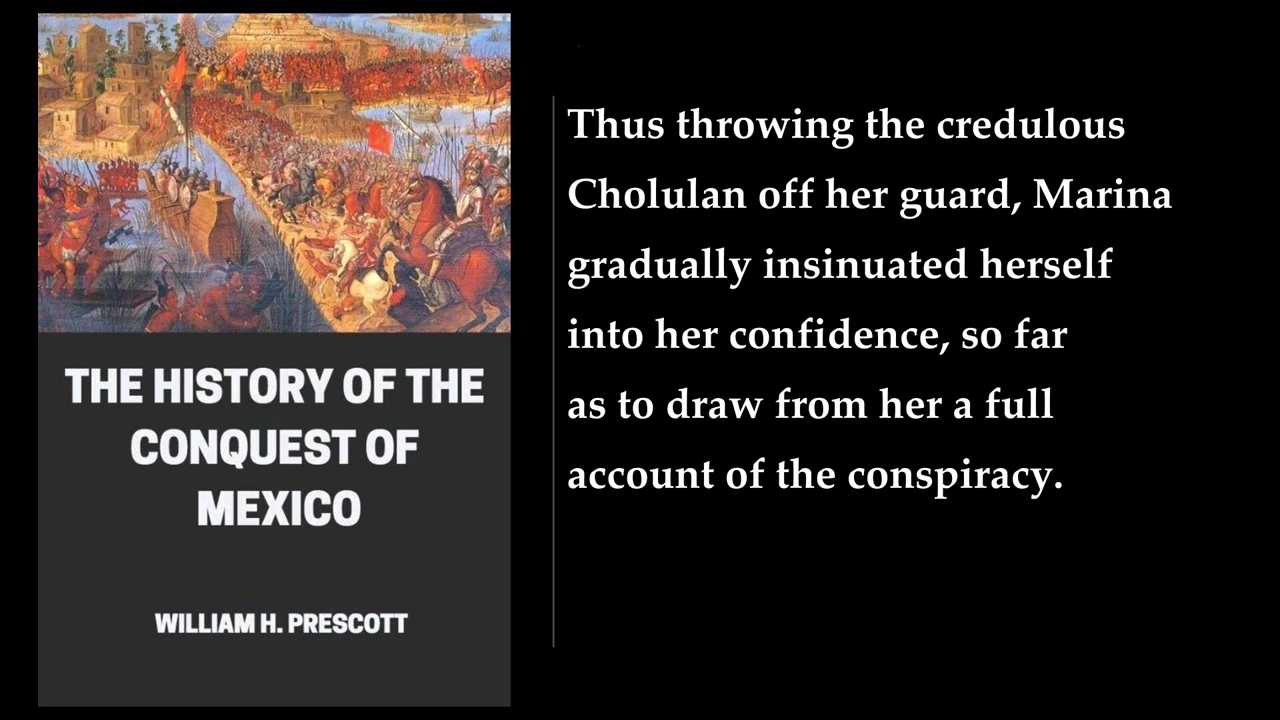 THE HISTORY OF THE
CONQUEST OF
MEXICO
WILLIAM H. PRESCOTT
Thus throwing the credulous
Cholulan off her guard, Marina
gradually insinuated herself
into her confidence, so far
as to draw from her a full
account of the conspiracy.